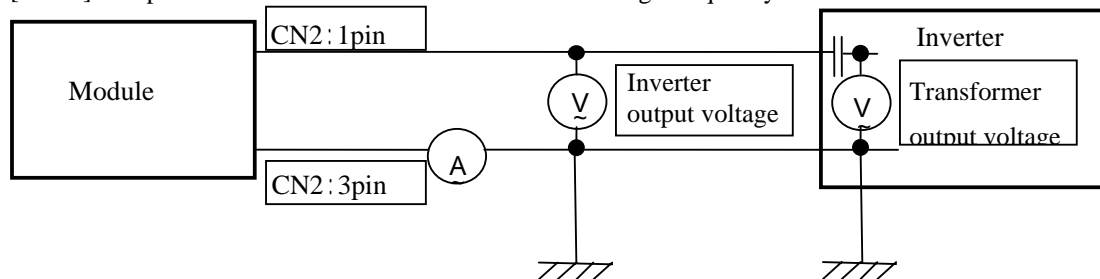 CN2:1pin
Inverter
Module
Inverter
output voltage
V
~
V
~
Transformer
output voltage
A
CN2:3pin